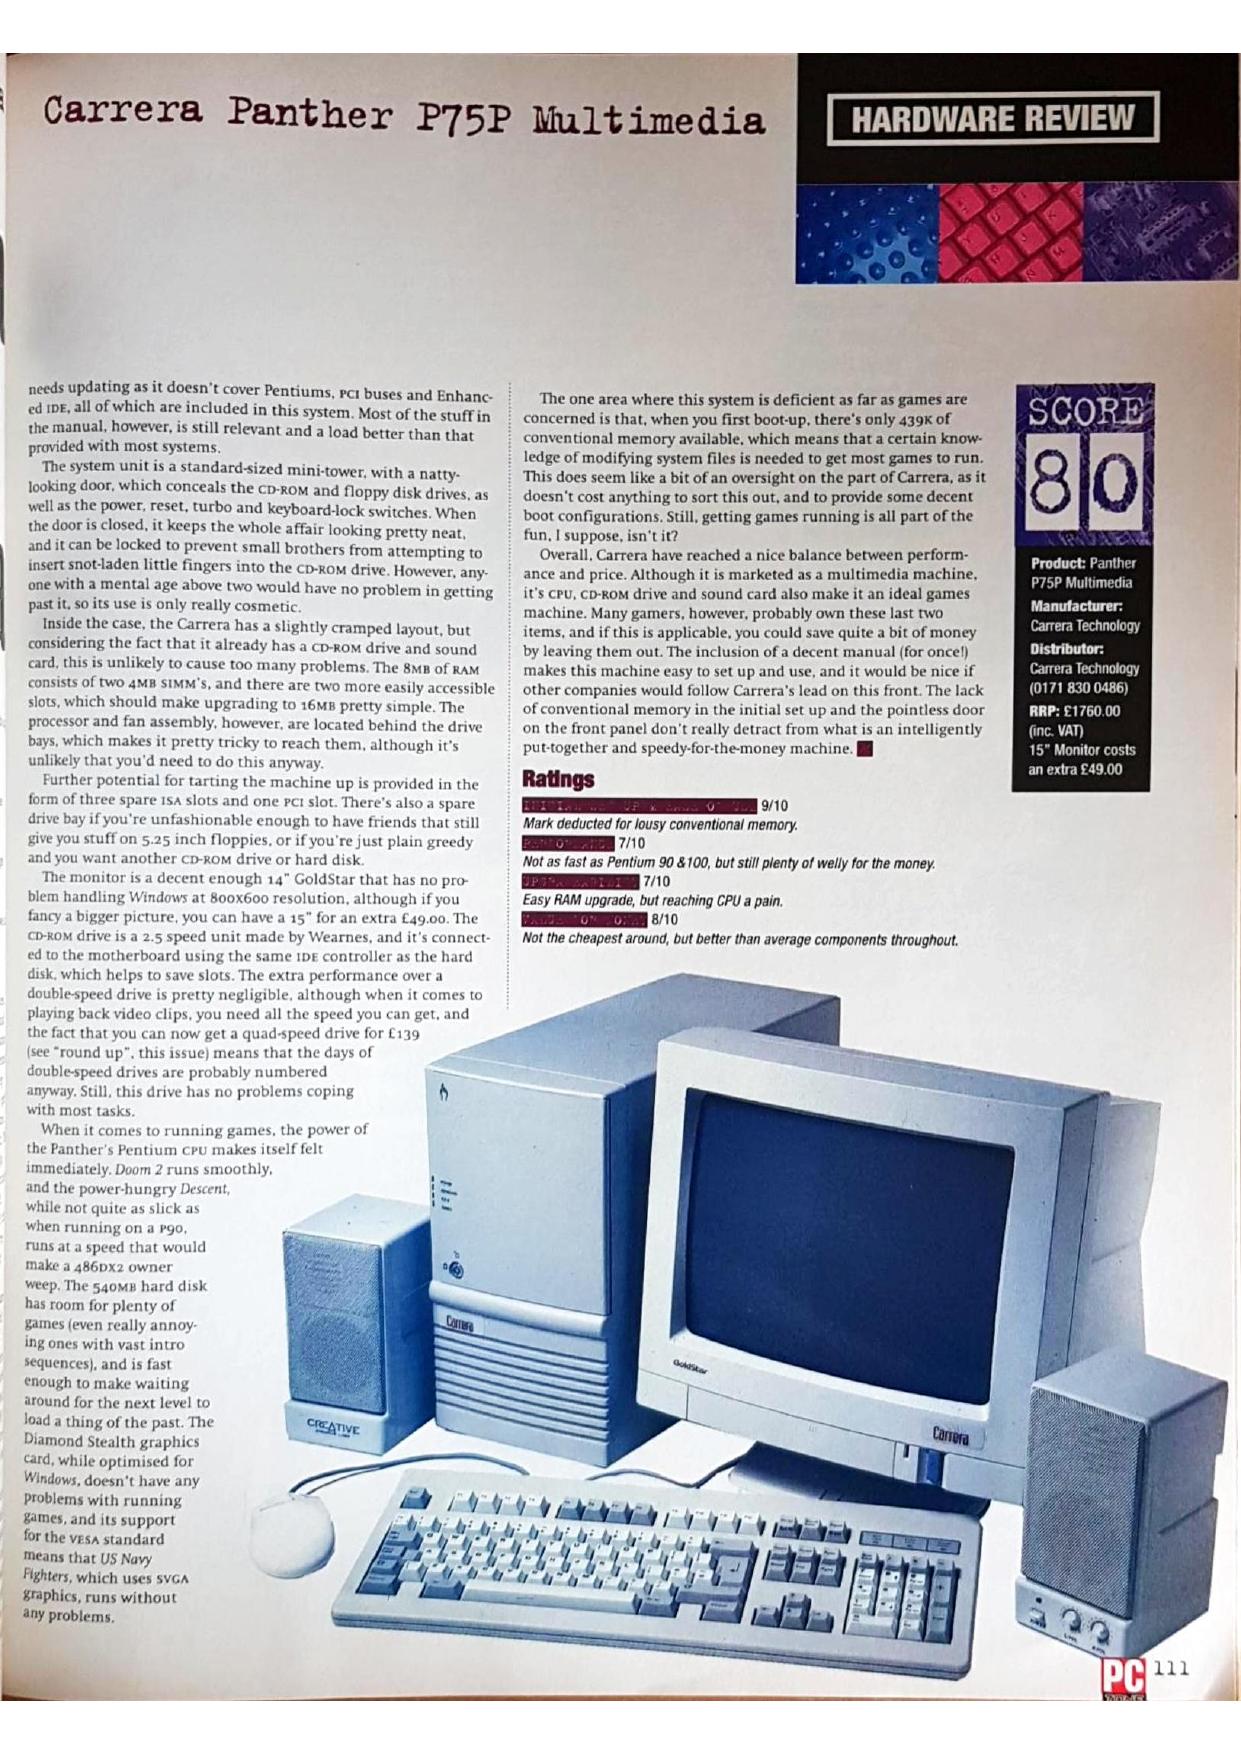 Carrera Panther P75P Multimedia
HARDWARE REVIEW
needs updating as it doesn't cover Pentiums, PCI buses and Enhanc-
ed IDE, all of which are included in this system. Most of the stuff in
the manual, however, is still relevant and a load better than that
provided with most systems.
The system unit is a standard-sized mini-tower, with a natty-
looking door, which conceals the CD-ROM and floppy disk drives, as
well as the power, reset, turbo and keyboard-lock switches. When
the door is closed, it keeps the whole affair looking pretty neat,
and it can be locked to prevent small brothers from attempting to
insert snot-laden little fingers into the CD-ROM drive. However, any-
one with a mental age above two would have no problem in getting
past it, so its use is only really cosmetic.
Inside the case, the Carrera has a slightly cramped layout, but
considering the fact that it already has a CD-ROM drive and sound
card, this is unlikely to cause too many problems. The 8MB of RAM
consists of two 4MB SIMM's, and there are two more easily accessible
slots, which should make upgrading to 16MB pretty simple. The
processor and fan assembly, however, are located behind the drive
bays, which makes it pretty tricky to reach them, although it's
unlikely that you'd need to do this anyway.
Further potential for tarting the machine up is provided in the
form of three spare ISA slots and one PCI slot. There's also a spare
drive bay if you're unfashionable enough to have friends that still
give you stuff on 5.25 inch floppies, or if you're just plain greedy
and you want another CD-ROM drive or hard disk.
The monitor is a decent enough 14" GoldStar that has no pro-
blem handling Windows at 800x600 resolution, although if you
fancy a bigger picture, you can have a 15" for an extra £49.00. The
CD-ROM drive is a 2.5 speed unit made by Wearnes, and it's connect-
ed to the motherboard using the same IDE controller as the hard
disk, which helps to save slots. The extra performance over a
double-speed drive is pretty negligible, although when it comes to
playing back video clips, you need all the speed you can get, and
the fact that you can now get a quad-speed drive for £139
(see "round up", this issue) means that the days of
double-speed drives are probably numbered
anyway. Still, this drive has no problems coping
with most tasks.
When it comes to running games, the power of
the Panther's Pentium CPU makes itself felt
immediately. Doom 2 runs smoothly,
and the power-hungry Descent,
while not quite as slick as
when running on a P90,
runs at a speed that would
make a 486DX2 owner
weep. The 540MB hard disk
has room for plenty of
games (even really annoy-
ing ones with vast intro
sequences), and is fast
enough to make waiting
around for the next level to
load a thing of the past. The
Diamond Stealth graphics
card, while optimised for
Windows, doesn't have any
problems with running
games, and its support
for the VESA standard
means that US Navy
Fighters, which uses SVGA
graphics, runs without
any problems.
The one area where this system is deficient as far as games are
concerned is that, when you first boot-up, there's only 439K of
conventional memory available, which means that a certain know-
ledge of modifying system files is needed to get most games to run.
This does seem like a bit of an oversight on the part of Carrera, as it
doesn't cost anything to sort this out, and to provide some decent
boot configurations. Still, getting games running is all part of the
fun, I suppose, isn't it?
Overall, Carrera have reached a nice balance between perform-
ance and price. Although it is marketed as a multimedia machine,
it's CPU, CD-ROM drive and sound card also make it an ideal games
machine. Many gamers, however, probably own these last two
items, and if this is applicable, you could save quite a bit of money
by leaving them out. The inclusion of a decent manual (for once!)
makes this machine easy to set up and use, and it would be nice if
other companies would follow Carrera's lead on this front. The lack
of conventional memory in the initial set up and the pointless door
on the front panel don't really detract from what is an intelligently
put-together and speedy-for-the-money machine.
Ratings
9/10
Mark deducted for lousy conventional memory.
7/10
Not as fast as Pentium 90 &100, but still plenty of welly for the money.
7/10
Easy RAM upgrade, but reaching CPU a pain.
8/10
Not the cheapest around, but better than average components throughout.
SCORE
80
Product: Panther
P75P Multimedia
Manufacturer:
Carrera Technology
Distributor:
Carrera Technology
(0171 830 0486)
RRP: £1760.00
(inc. VAT)
15" Monitor costs
an extra £49.00
Carrera
GoldStar
Carrera
CREATIVE
PC 111